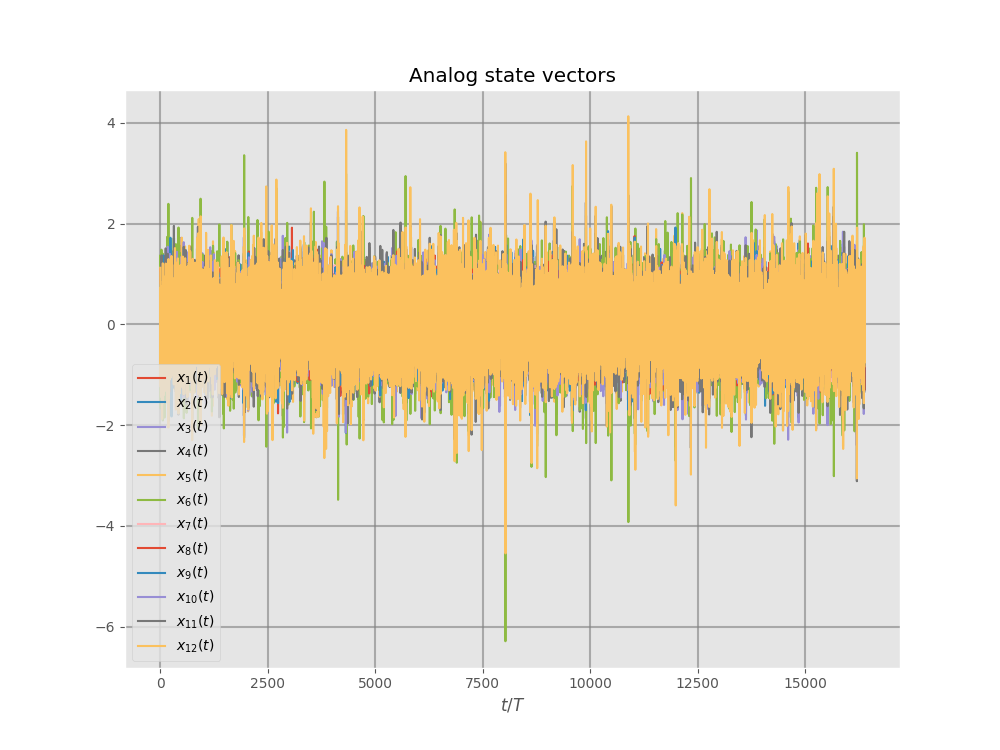 Analog state vectors
4
2
0
−2
−4
−6
x₁(t)
x₂(t)
x₃(t)
x₄(t)
x₅(t)
x₆(t)
x₇(t)
x₈(t)
x₉(t)
x₁₀(t)
x₁₁(t)
x₁₂(t)
0 2500 5000 7500 10000 12500 15000
t/T